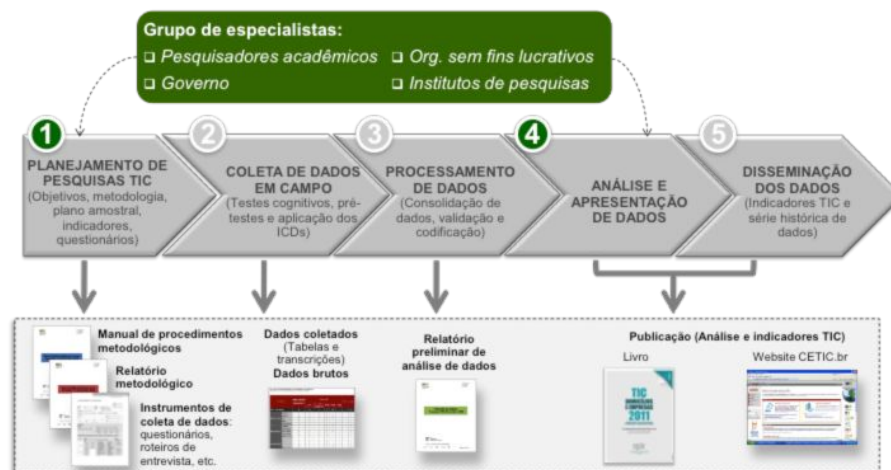 Grupo de especialistas:
❑ Pesquisadores acadêmicos ❑ Org. sem fins lucrativos
❑ Governo ❑ Institutos de pesquisas
1
PLANEJAMENTO DE
PESQUISAS TIC
(Objetivos, metodologia,
plano amostral,
indicadores,
questionários)
2
COLETA DE DADOS
EM CAMPO
(Testes cognitivos, pré-
testes e aplicação dos
ICDs)
3
PROCESSAMENTO
DE DADOS
(Consolidação de
dados, validação e
codificação)
4
ANÁLISE E
APRESENTAÇÃO
DE DADOS
5
DISSEMINAÇÃO
DOS DADOS
(Indicadores TIC e
série histórica de
dados)
Manual de procedimentos
metodológicos
Relatório
metodológico
Instrumentos de
coleta de dados:
questionários,
roteiros de
entrevista, etc.
Dados coletados
(Tabelas e
transcrições)
Dados brutos
Relatório
preliminar de
análise de dados
Publicação (Análise e indicadores TIC)
Livro
TIC
DOMICÍLIOS
E EMPRESAS
2011
Website CETIC.br